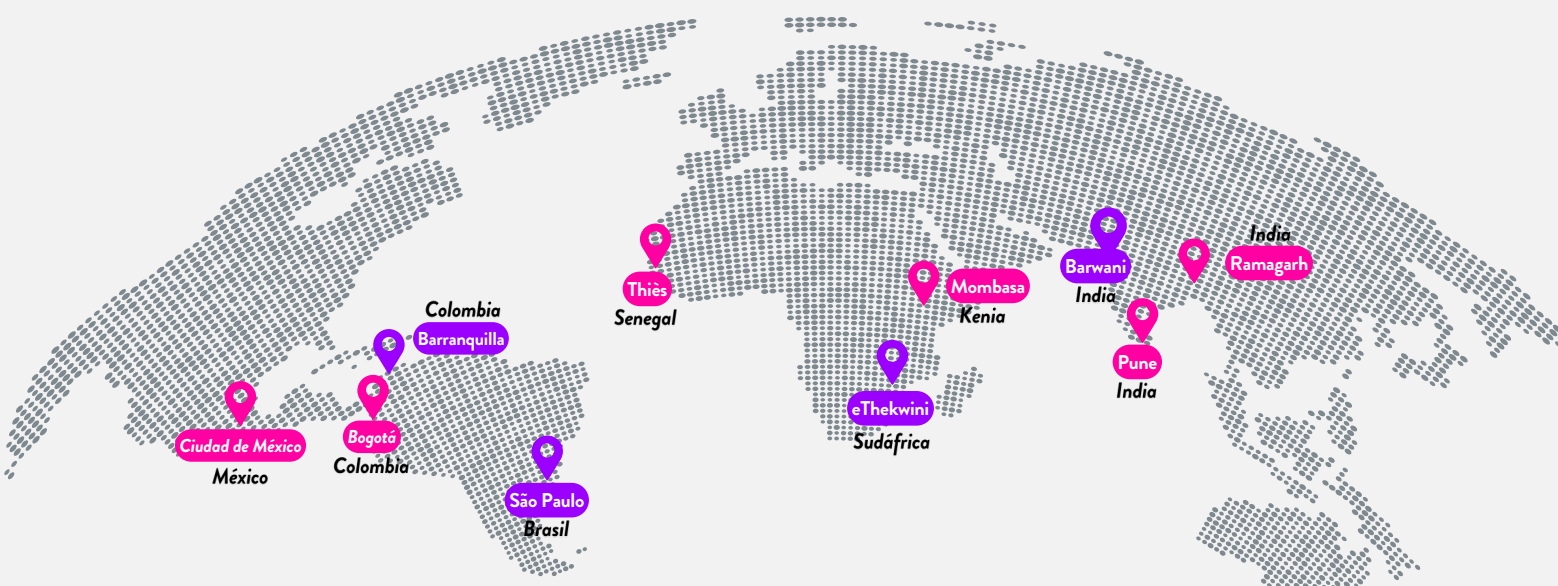 Colombia
Barranquilla
Ciudad de México
México
Bogotá
Colombia
São Paulo
Brasil
Thiès
Senegal
Mombasa
Kenia
eThekwini
Sudáfrica
Barwani
India
India
Ramagarh
Pune
India